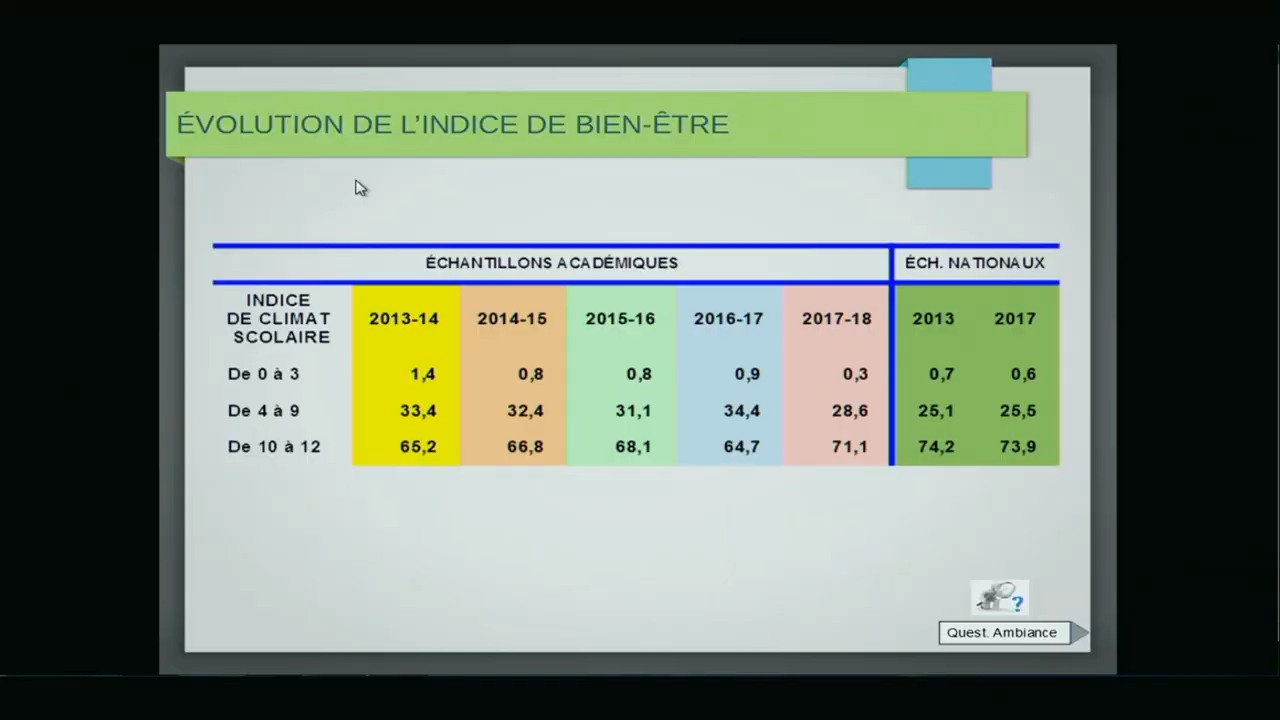 ÉVOLUTION DE L’INDICE DE BIEN-ÊTRE
ÉCHANTILLONS ACADÉMIQUES ÉCH. NATIONAUX
INDICE
DE CLIMAT
SCOLAIRE
2013-14 2014-15 2015-16 2016-17 2017-18 2013 2017
De 0 à 3 1,4 0,8 0,8 0,9 0,3 0,7 0,6
De 4 à 9 33,4 32,4 31,1 34,4 28,6 25,1 25,5
De 10 à 12 65,2 66,8 68,1 64,7 71,1 74,2 73,9
?
Quest. Ambiance